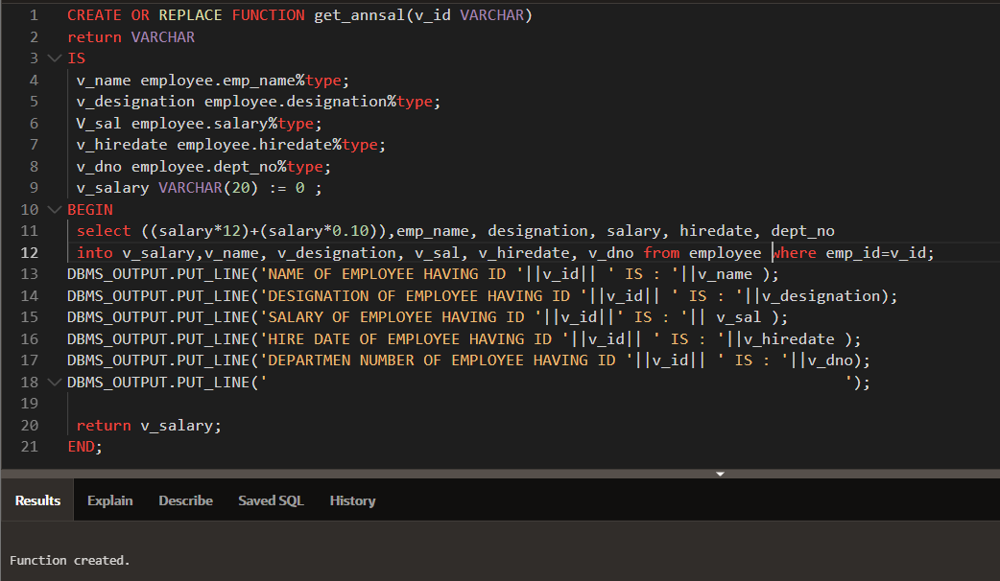 1 CREATE OR REPLACE FUNCTION get_annsal(v_id VARCHAR)
2 return VARCHAR
3 IS
4 v_name employee.emp_name%type;
5 v_designation employee.designation%type;
6 V_sal employee.salary%type;
7 v_hiredate employee.hiredate%type;
8 v_dno employee.dept_no%type;
9 v_salary VARCHAR(20) := 0 ;
10 BEGIN
11 select ((salary*12)+(salary*0.10)),emp_name, designation, salary, hiredate, dept_no
12 into v_salary,v_name, v_designation, v_sal, v_hiredate, v_dno from employee where emp_id=v_id;
13 DBMS_OUTPUT.PUT_LINE('NAME OF EMPLOYEE HAVING ID '||v_id|| ' IS : '||v_name );
14 DBMS_OUTPUT.PUT_LINE('DESIGNATION OF EMPLOYEE HAVING ID '||v_id|| ' IS : '||v_designation);
15 DBMS_OUTPUT.PUT_LINE('SALARY OF EMPLOYEE HAVING ID '||v_id||' IS : '|| v_sal );
16 DBMS_OUTPUT.PUT_LINE('HIRE DATE OF EMPLOYEE HAVING ID '||v_id|| ' IS : '||v_hiredate );
17 DBMS_OUTPUT.PUT_LINE('DEPARTMEN NUMBER OF EMPLOYEE HAVING ID '||v_id|| ' IS : '||v_dno);
18 DBMS_OUTPUT.PUT_LINE('                                                                ');
19
20 return v_salary;
21 END;
Results Explain Describe Saved SQL History
Function created.